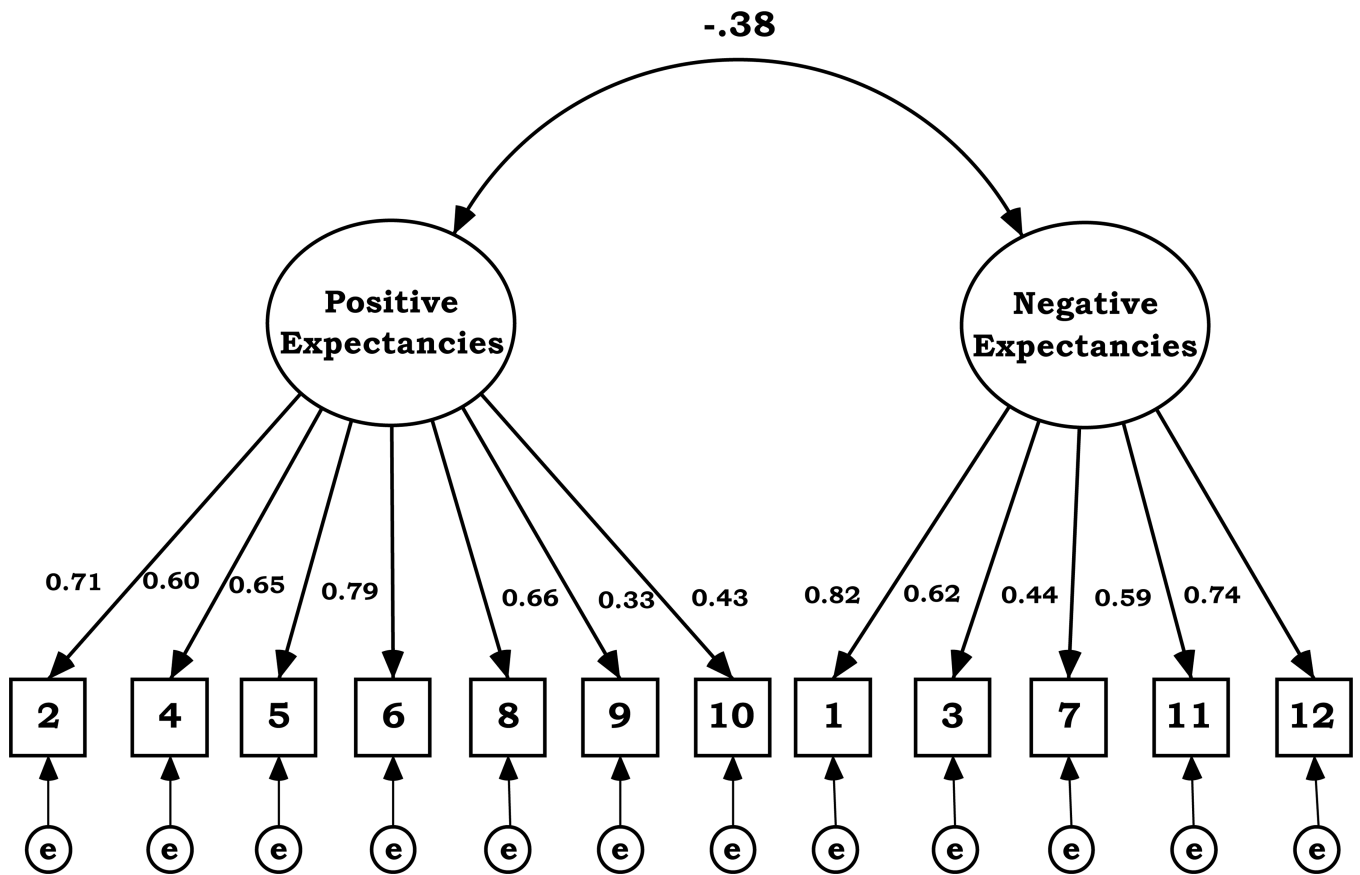 -.38
Positive
Expectancies
Negative
Expectancies
0.71 0.60 0.65 0.79 0.66 0.33 0.43 0.82 0.62 0.44 0.59 0.74
2 4 5 6 8 9 10 1 3 7 11 12
e e e e e e e e e e e e